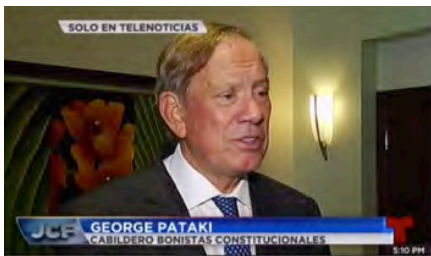 SOLO EN TELENOTICIAS
JCF
GEORGE PATAKI
CABILDERO BONISTAS CONSTITUCIONALES
T
5:10 PM